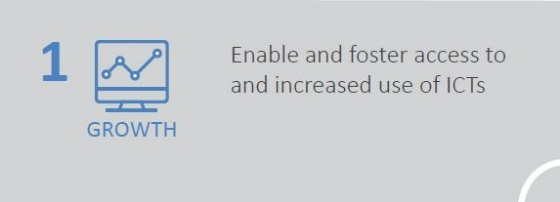 1
GROWTH
Enable and foster access to
and increased use of ICTs